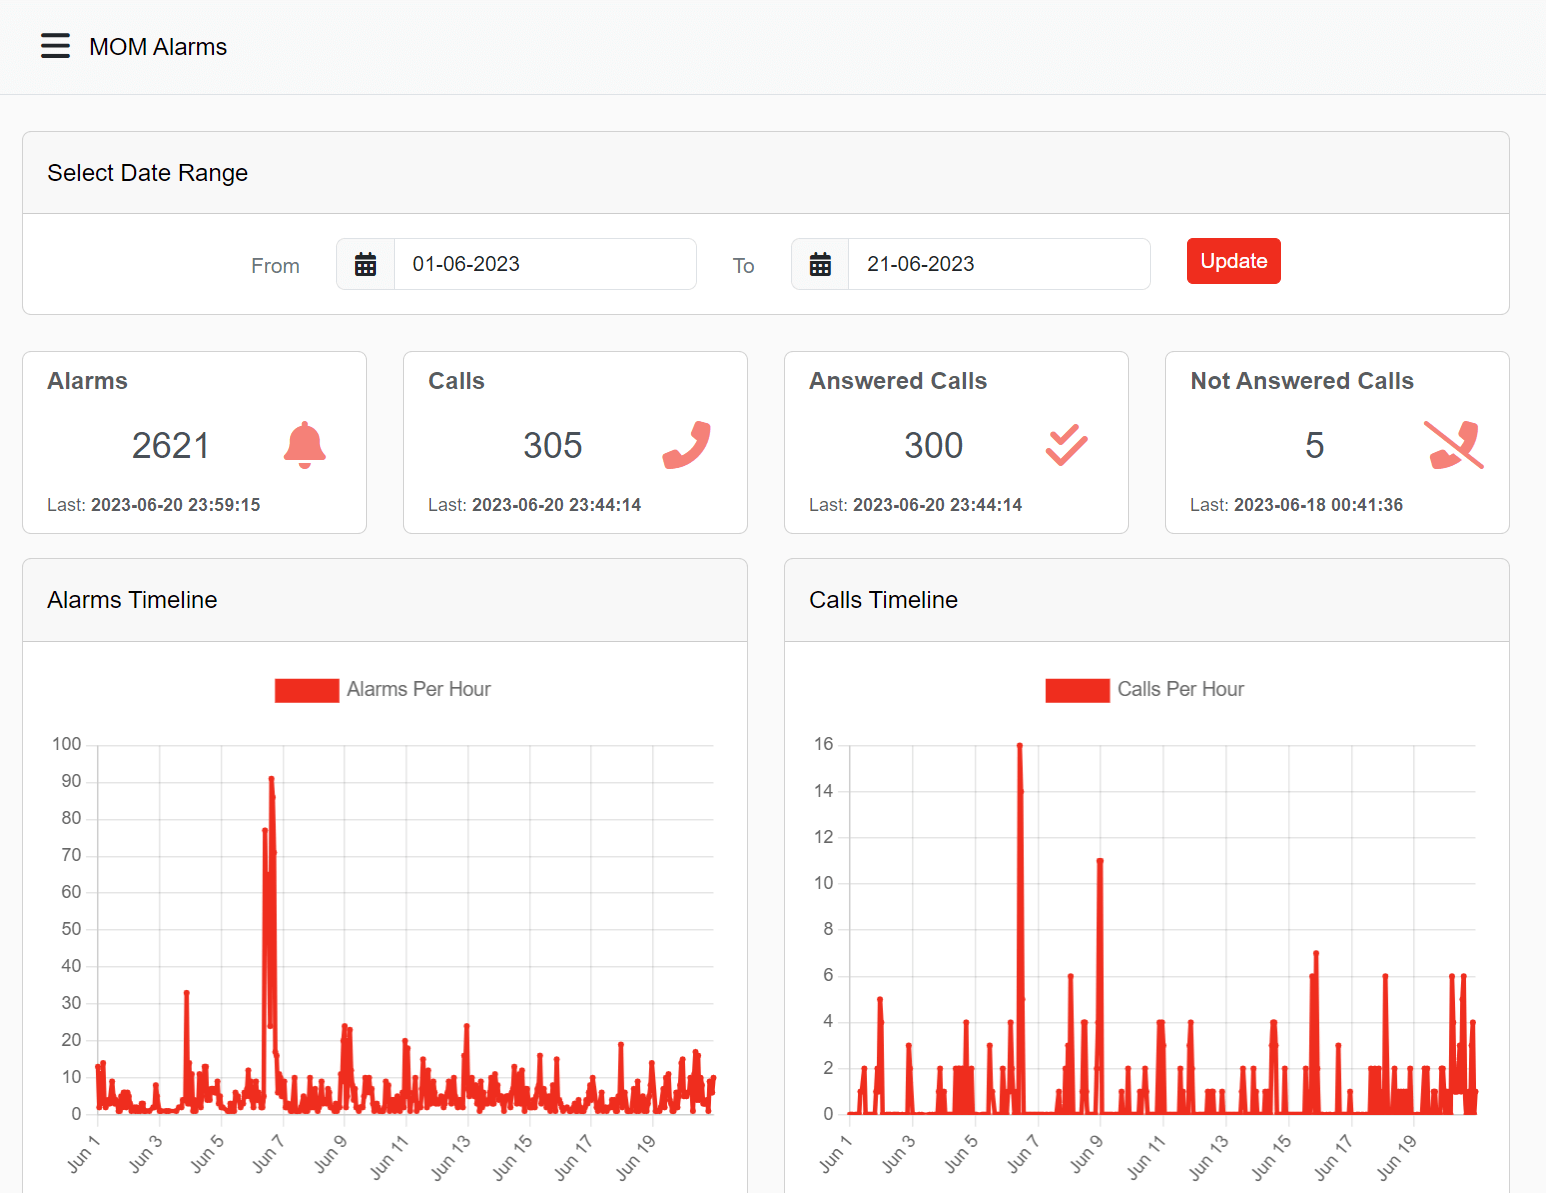 MOM Alarms
Select Date Range
From 01-06-2023 To 21-06-2023 Update
Alarms
2621
Last: 2023-06-20 23:59:15
Calls
305
Last: 2023-06-20 23:44:14
Answered Calls
300
Last: 2023-06-20 23:44:14
Not Answered Calls
5
Last: 2023-06-18 00:41:36
Alarms Timeline
Alarms Per Hour
100
90
80
70
60
50
40
30
20
10
0
Jun 1
Jun 3
Jun 5
Jun 7
Jun 9
Jun 11
Jun 13
Jun 15
Jun 17
Jun 19
Calls Timeline
Calls Per Hour
16
14
12
10
8
6
4
2
0
Jun 1
Jun 3
Jun 5
Jun 7
Jun 9
Jun 11
Jun 13
Jun 15
Jun 17
Jun 19